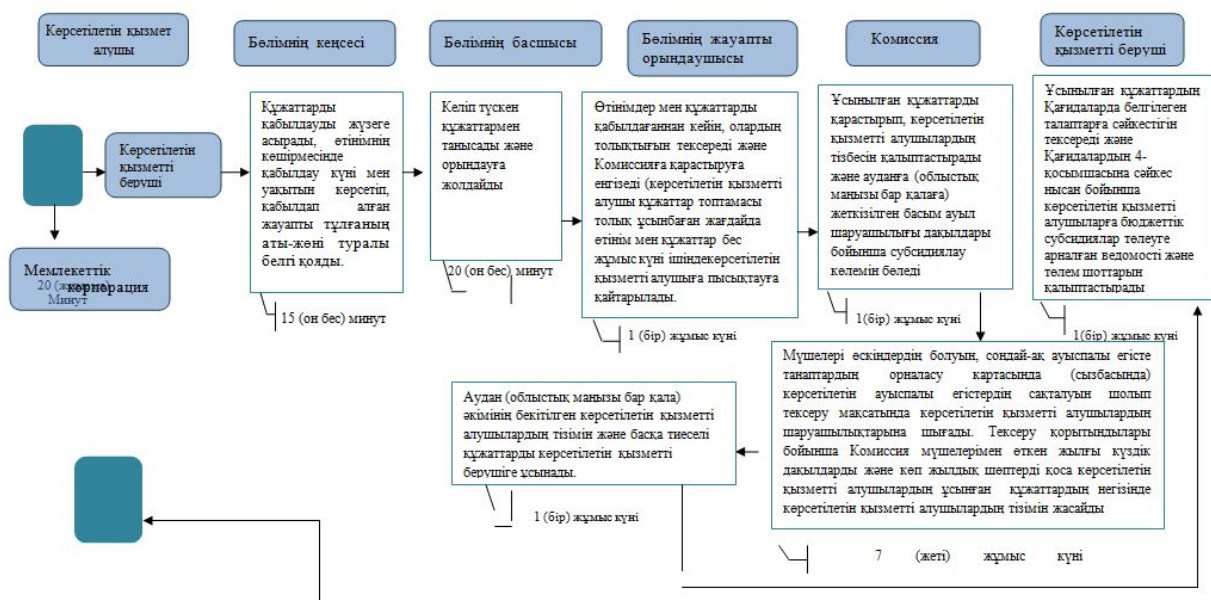 Көрсетілетін қызмет
алушы
Бөлімнің кеңсесі
Бөлімнің басшысы
Бөлімнің жауапты
орындаушысы
Комиссия
Көрсетілетін
қызметті беруші
Көрсетілетін
қызметті
беруші
Мемлекеттік
корпорация
20
Минут
Құжаттарды
қабылдауды жүзеге
асырады, өтінімнің
көшірмесінде
қабылдау күні мен
уақытын көрсетіп,
қабылдап алған
жауапты тұлғаның
аты-жөні туралы
белгі қояды.
15 (он бес) минут
Келіп түскен
құжаттармен
танысады және
орындауға
жолдайды
20 (он бес) минут
Өтінімдер мен құжаттарды
қабылдағаннан кейін, олардың
толықтығын тексереді және
Комиссияға қарастыруға
енгізеді (көрсетілетін қызметті
алушы құжаттар топтамасы
толық ұсынбаған жағдайда
өтінім мен құжаттар бес
жұмыс күні ішіндекөрсетілетін
қызметті алушыға пысықтауға
қайтарылады.
1 (бір) жұмыс күні
Ұсынылған құжаттарды
қарастырып, көрсетілетін
қызметті алушылардың
тізбесін қалыптастырады
және ауданға (облыстық
маңызы бар қалаға)
жеткізілген басым ауыл
шаруашылығы дақылдары
бойынша субсидиялау
көлемін бөледі
1(бір) жұмыс күні
Ұсынылған құжаттардың
Қағидаларда белгілеген
талаптарға сәйкестігін
тексереді және
Қағидалардың 4-
қосымшасына сәйкес
нысан бойынша
көрсетілетін қызметті
алушыларға бюджеттік
субсидиялар төлеуге
арналған ведомості және
төлем шоттарын
қалыптастырады
1(бір) жұмыс күні
Мүшелері өскіндердің болуын, сондай-ақ ауыспалы егісте
танаптардың орналасу картасында (сызбасында)
көрсетілетін ауыспалы егістердің сақталуын шолып
тексеру мақсатында көрсетілетін қызметті алушылардың
шаруашылықтарына шығады. Тексеру қорытындылары
бойынша Комиссия мүшелерімен өткен жылғы күздік
дақылдарды және көп жылдық шөптерді қоса көрсетілетін
қызметті алушылардың ұсынған құжаттардың негізінде
көрсетілетін қызметті алушылардың тізімін жасайды
7 (жеті) жұмыс күні
Аудан (облыстық маңызы бар қала)
әкімінің бекітілген көрсетілетін қызметті
алушылардың тізімін және басқа тиеселі
құжаттарды көрсетілетін қызметті
берушіге ұсынады.
1 (бір) жұмыс күні